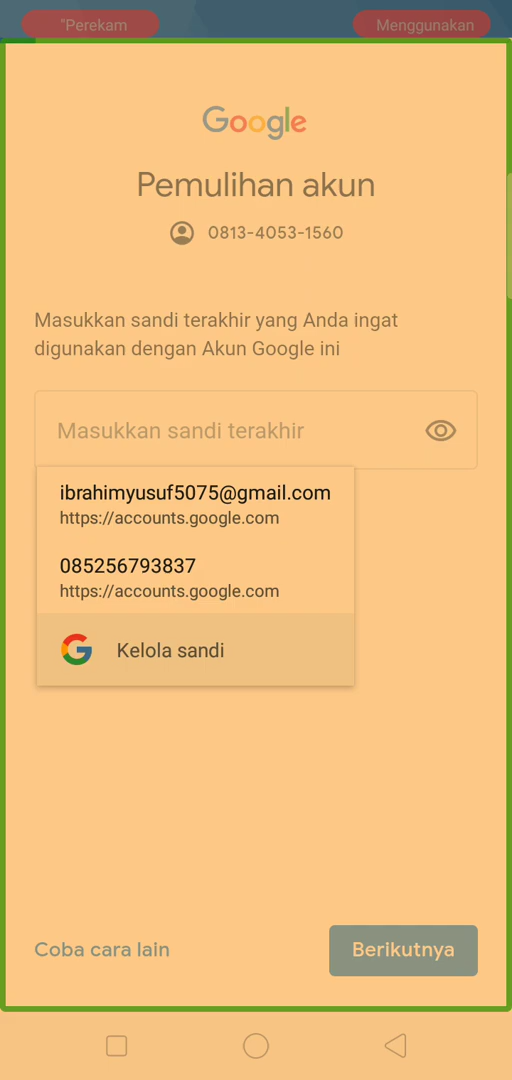 "Perekam
Menggunakan
Google
Pemulihan akun
0813-4053-1560
Masukkan sandi terakhir yang Anda ingat
digunakan dengan Akun Google ini
Masukkan sandi terakhir
ibrahimyusuf5075@gmail.com
https://accounts.google.com
085256793837
https://accounts.google.com
Kelola sandi
Coba cara lain
Berikutnya